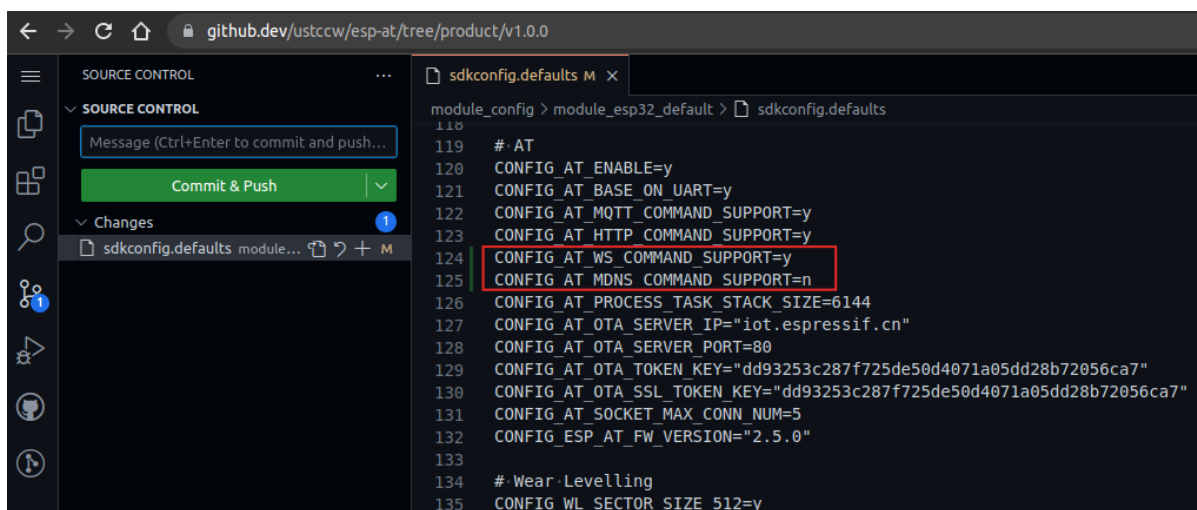 github.dev/ustccw/esp-at/tree/product/v1.0.0
SOURCE CONTROL ...
SOURCE CONTROL
Message (Ctrl+Enter to commit and push...
Commit & Push
Changes 1
sdkconfig.defaults module... M
1
sdkconfig.defaults M ×
module_config > module_esp32_default > sdkconfig.defaults
118
119 # AT
120 CONFIG_AT_ENABLE=y
121 CONFIG_AT_BASE_ON_UART=y
122 CONFIG_AT_MQTT_COMMAND_SUPPORT=y
123 CONFIG_AT_HTTP_COMMAND_SUPPORT=y
124 CONFIG_AT_WS_COMMAND_SUPPORT=y
125 CONFIG_AT_MDNS_COMMAND_SUPPORT=n
126 CONFIG_AT_PROCESS_TASK_STACK_SIZE=6144
127 CONFIG_AT_OTA_SERVER_IP="iot.espressif.cn"
128 CONFIG_AT_OTA_SERVER_PORT=80
129 CONFIG_AT_OTA_TOKEN_KEY="dd93253c287f725de50d4071a05dd28b72056ca7"
130 CONFIG_AT_OTA_SSL_TOKEN_KEY="dd93253c287f725de50d4071a05dd28b72056ca7"
131 CONFIG_AT_SOCKET_MAX_CONN_NUM=5
132 CONFIG_ESP_AT_FW_VERSION="2.5.0"
133
134 # Wear Levelling
135 CONFIG_WL_SECTOR_SIZE_512=y